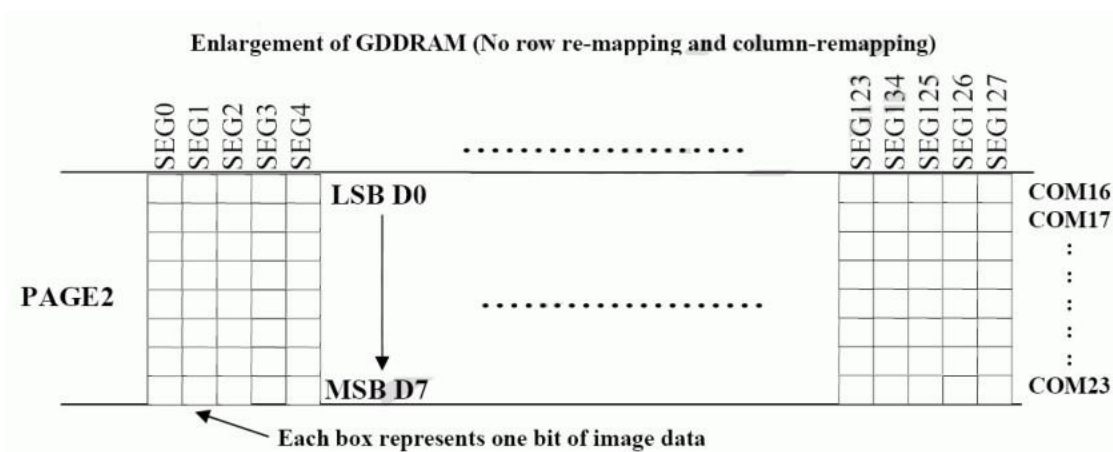 Enlargement of GDDRAM (No row re-mapping and column-remapping)
SEG0
SEG1
SEG2
SEG3
SEG4
SEG123
SEG134
SEG125
SEG126
SEG127
....................
LSB D0
COM16
COM17
:
:
PAGE2
....................
:
:
:
MSB D7
COM23
Each box represents one bit of image data